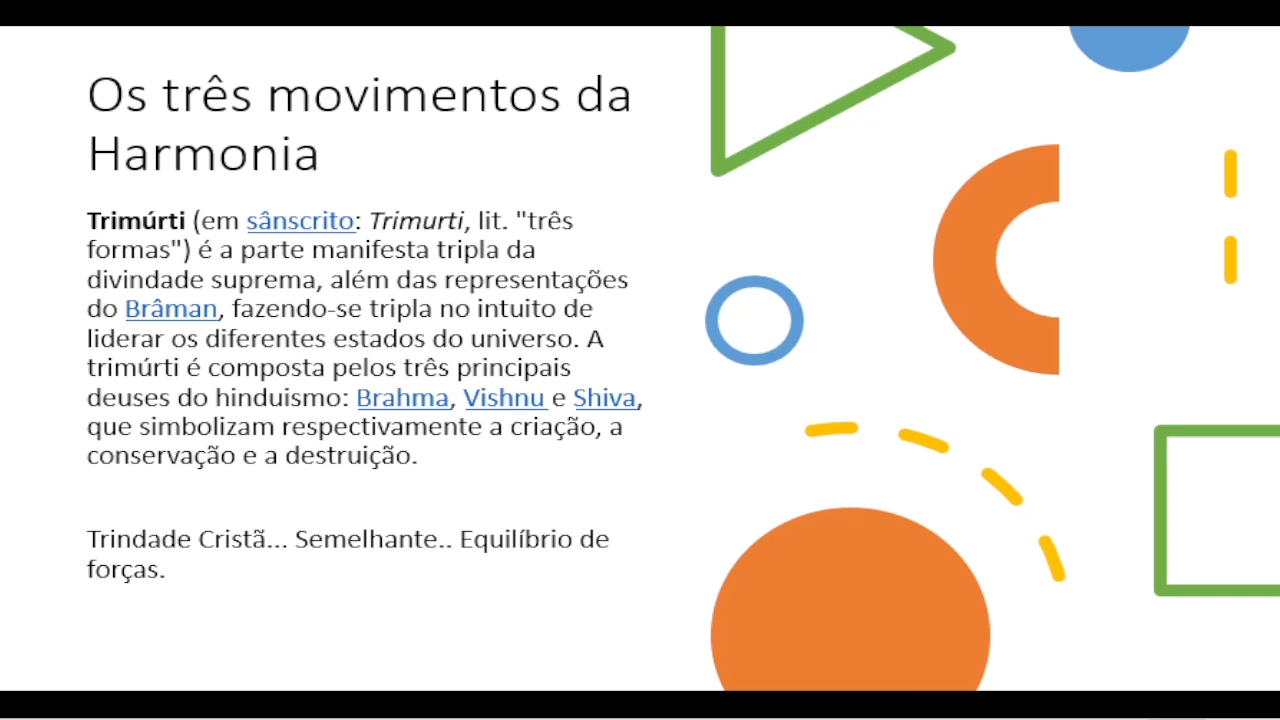 Os três movimentos da
Harmonia
Trimúrti (em sânscrito: Trimurti, lit. "três
formas") é a parte manifesta tripla da
divindade suprema, além das representações
do Brâman, fazendo-se tripla no intuito de
liderar os diferentes estados do universo. A
trimúrti é composta pelos três principais
deuses do hinduismo: Brahma, Vishnu e Shiva,
que simbolizam respectivamente a criação, a
conservação e a destruição.
Trindade Cristã... Semelhante.. Equilíbrio de
forças.